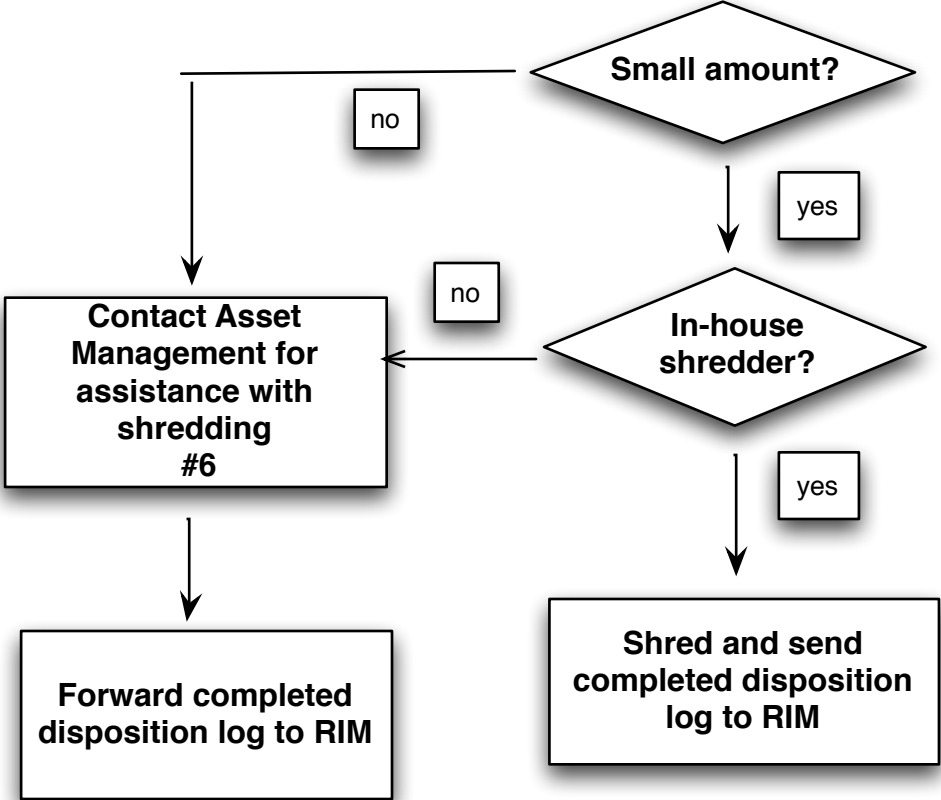 Small amount?
no
yes
no
In-house
shredder?
Contact Asset
Management for
assistance with
shredding
#6
yes
Shred and send
completed disposition
log to RIM
Forward completed
disposition log to RIM